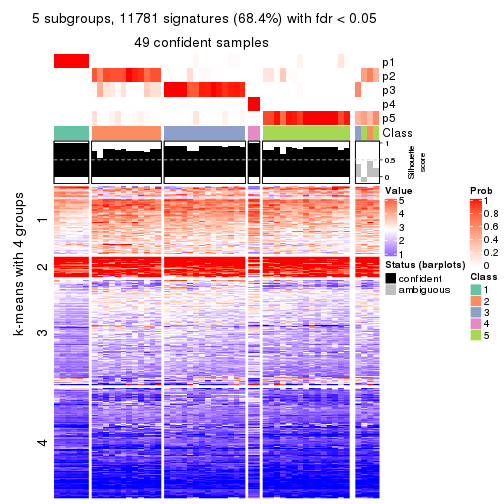 5 subgroups, 11781 signatures (68.4%) with fdr < 0.05
49 confident samples
p1
p2
p3
p4
p5
Class
1
0.5
0
Silhouette
score
k-means with 4 groups
1
2
3
4
Value
5
4
3
2
1
Status (barplots)
confident
ambiguous
Prob
1
0.8
0.6
0.4
0.2
0
Class
1
2
3
4
5